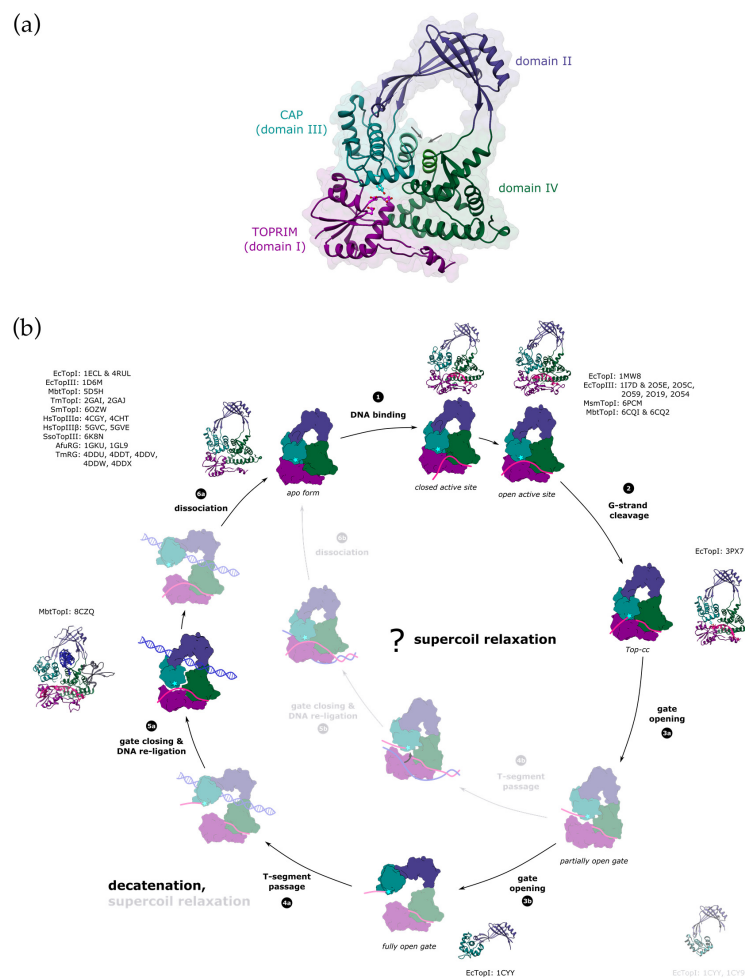 (a)
domain II
CAP
(domain III)
domain IV
TOPRIM
(domain I)
(b)
EcTopI: 1ECL & 4RUL
EcTopIII: 1D6M
MbtTopI: 5D5H
TmTopI: 2GAI, 2GAJ
SmTopI: 6OZW
HsTopIIIα: 4CGY, 4CHT
HsTopIIIβ: 5GVC, 5GVE
SsoTopIII: 6K8N
AfuRG: 1GKU, 1GL9
TmRG: 4DDU, 4DDT, 4DDV,
4DDW, 4DDX
1
DNA binding
EcTopI: 1MW8
EcTopIII: 1I7D & 2O5E, 2O5C,
2O59, 2O19, 2O54
MsmTopI: 6PCM
MbtTopI: 6CQI & 6CQ2
apo form
closed active site
open active site
6a
dissociation
2
G-strand
cleavage
6b
dissociation
EcTopI: 3PX7
MbtTopI: 8CZQ
? supercoil relaxation
Top-cc
5a
gate closing &
DNA re-ligation
gate closing &
DNA re-ligation
5b
gate
opening
3a
4b
T-segment
passage
partially open gate
decatenation,
supercoil relaxation
T-segment
passage
4a
gate
opening
3b
fully open gate
EcTopI: 1CYY
EcTopI: 1CYY, 1CY9